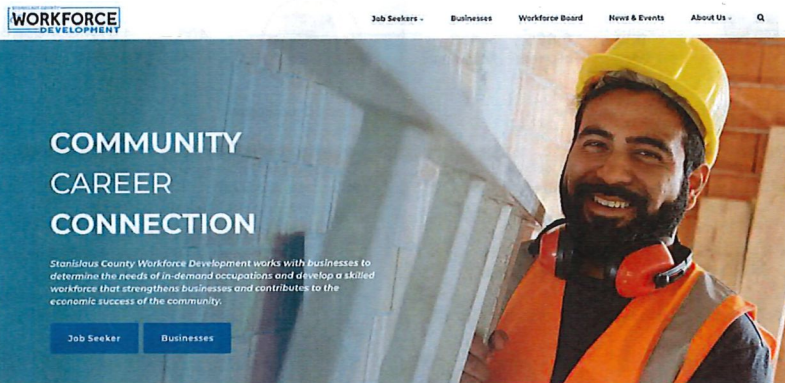 STANISLAUS COUNTY
WORKFORCE
DEVELOPMENT
Job Seekers
Businesses
Workforce Board
News & Events
About Us
COMMUNITY
CAREER
CONNECTION
Stanislaus County Workforce Development works with businesses to
determine the needs of in-demand occupations and develop a skilled
workforce that strengthens businesses and contributes to the
economic success of the community.
Job Seeker
Businesses